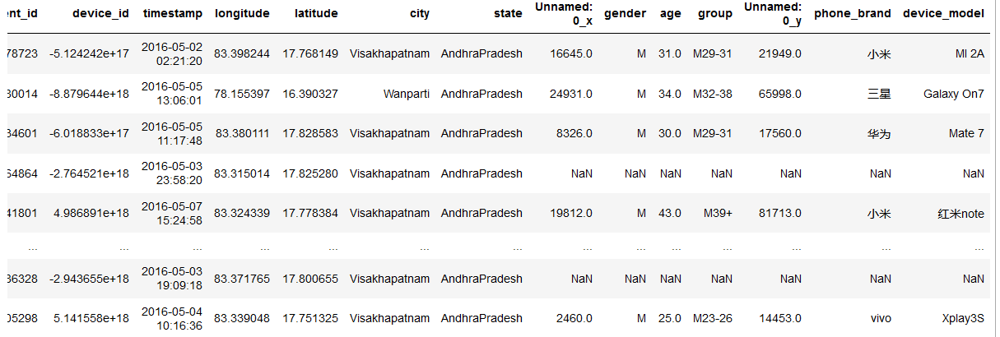 ent_id device_id timestamp longitude latitude city state Unnamed: 0_x gender age group Unnamed: 0_y phone_brand device_model
78723 -5.124242e+17 2016-05-02 02:21:20 83.398244 17.768149 Visakhapatnam AndhraPradesh 16645.0 M 31.0 M29-31 21949.0 小米 MI 2A
30014 -8.879644e+18 2016-05-05 13:06:01 78.155397 16.390327 Wanparti AndhraPradesh 24931.0 M 34.0 M32-38 65998.0 三星 Galaxy On7
34601 -6.018833e+17 2016-05-05 11:17:48 83.380111 17.828583 Visakhapatnam AndhraPradesh 8326.0 M 30.0 M29-31 17560.0 华为 Mate 7
64864 -2.764521e+18 2016-05-03 23:58:20 83.315014 17.825280 Visakhapatnam AndhraPradesh NaN NaN NaN NaN NaN NaN NaN
41801 4.986891e+18 2016-05-07 15:24:58 83.324339 17.778384 Visakhapatnam AndhraPradesh 19812.0 M 43.0 M39+ 81713.0 小米 红米note
... ... ... ... ... ... ... ... ... ... ... ... ... ...
36328 -2.943655e+18 2016-05-03 19:09:18 83.371765 17.800655 Visakhapatnam AndhraPradesh NaN NaN NaN NaN NaN NaN NaN
05298 5.141558e+18 2016-05-04 10:16:36 83.339048 17.751325 Visakhapatnam AndhraPradesh 2460.0 M 25.0 M23-26 14453.0 vivo Xplay3S